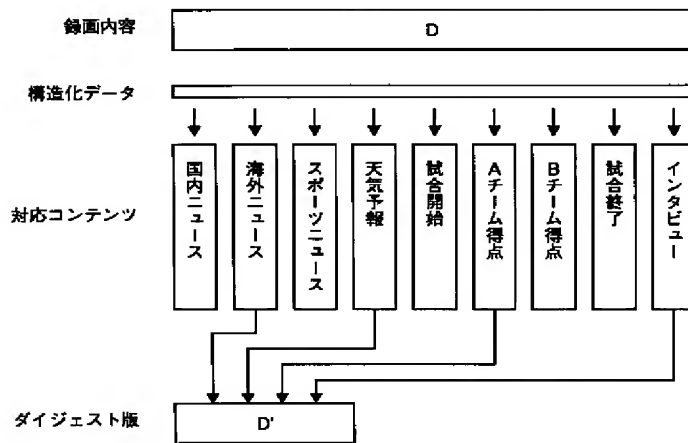 録画内容
D
構造化データ
対応コンテンツ
国内ニュース
海外ニュース
スポーツニュース
天気予報
試合開始
Aチーム得点
Bチーム得点
試合終了
インタビュー
ダイジェスト版
D'